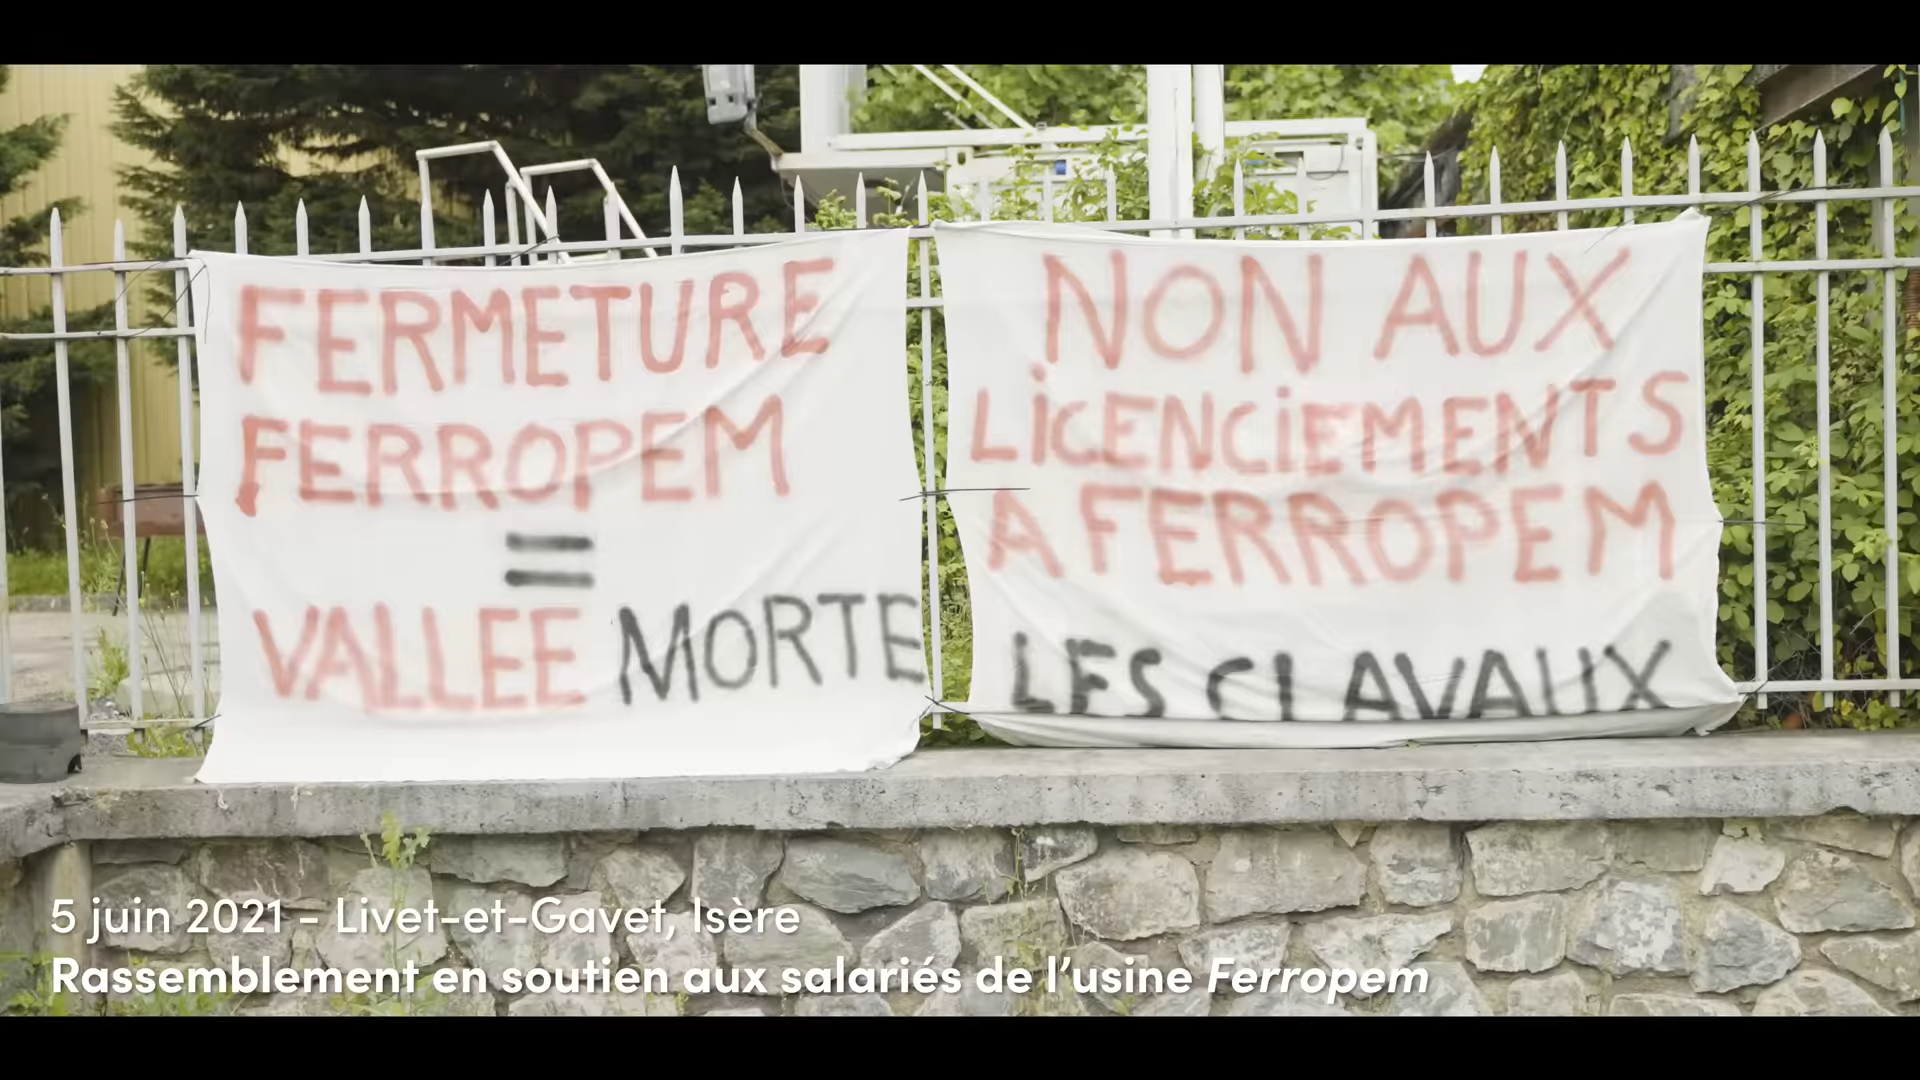 FERMETURE
FERROPEM
=
VALLEE MORTE
NON AUX
LiCENCiEMENTS
A FERROPEM
LES CLAVAUX
5 juin 2021 - Livet-et-Gavet, Isère
Rassemblement en soutien aux salariés de l'usine Ferropem